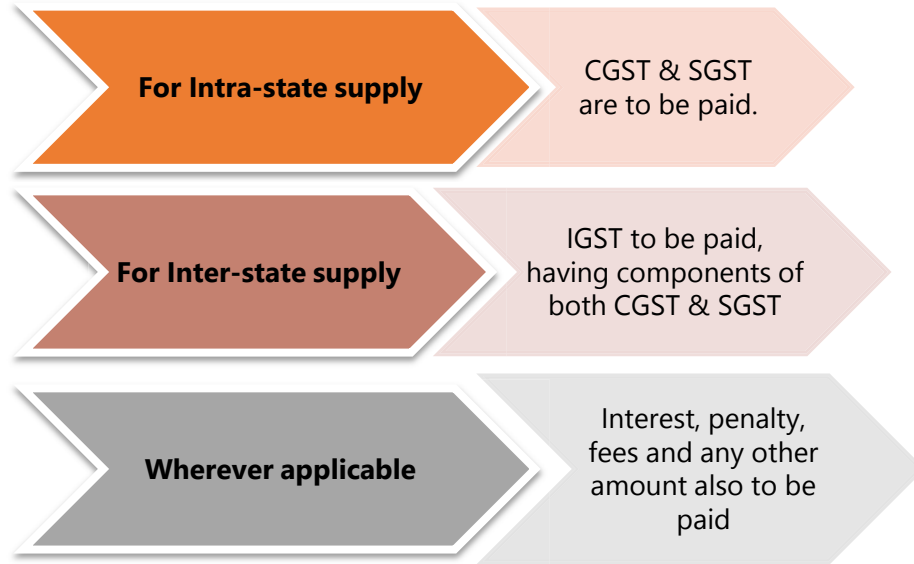 For Intra-state supply
CGST & SGST
are to be paid.
For Inter-state supply
IGST to be paid,
having components of
both CGST & SGST
Wherever applicable
Interest, penalty,
fees and any other
amount also to be
paid